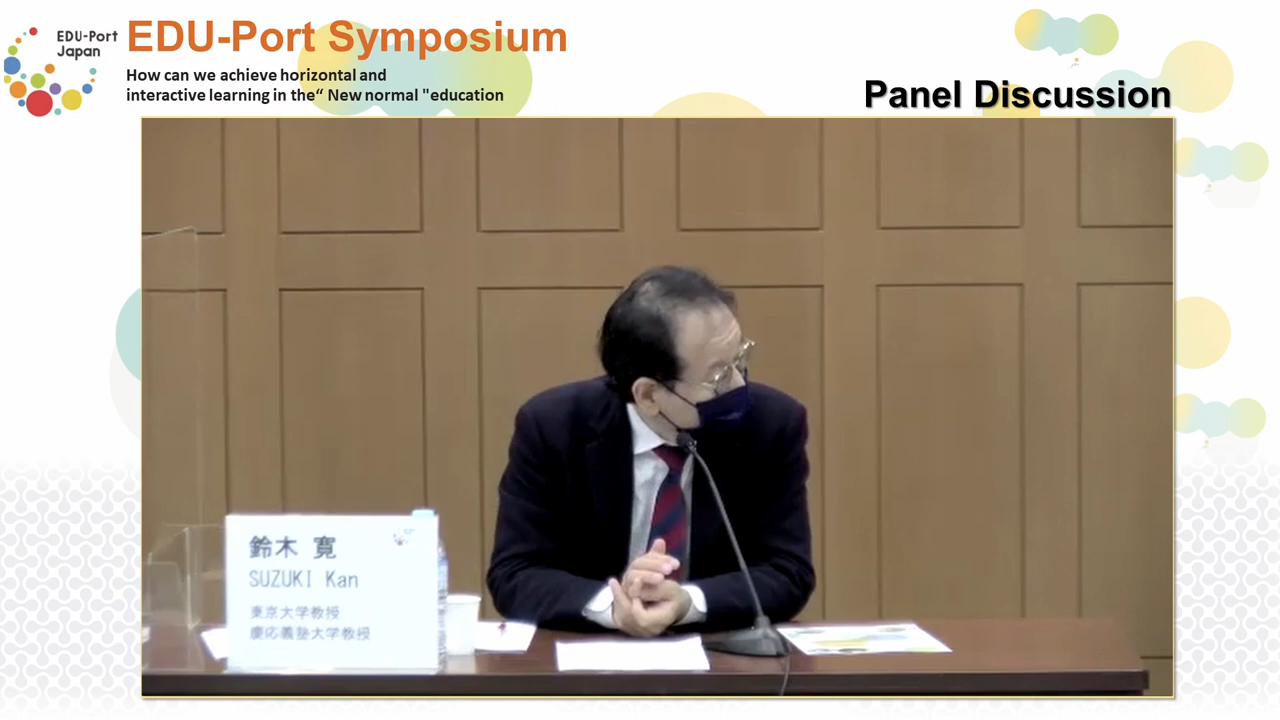 EDU-Port
Japan
EDU-Port Symposium
How can we achieve horizontal and
interactive learning in the“ New normal "education
Panel Discussion
鈴木 寛
SUZUKI Kan
東京大学教授
慶応義塾大学教授